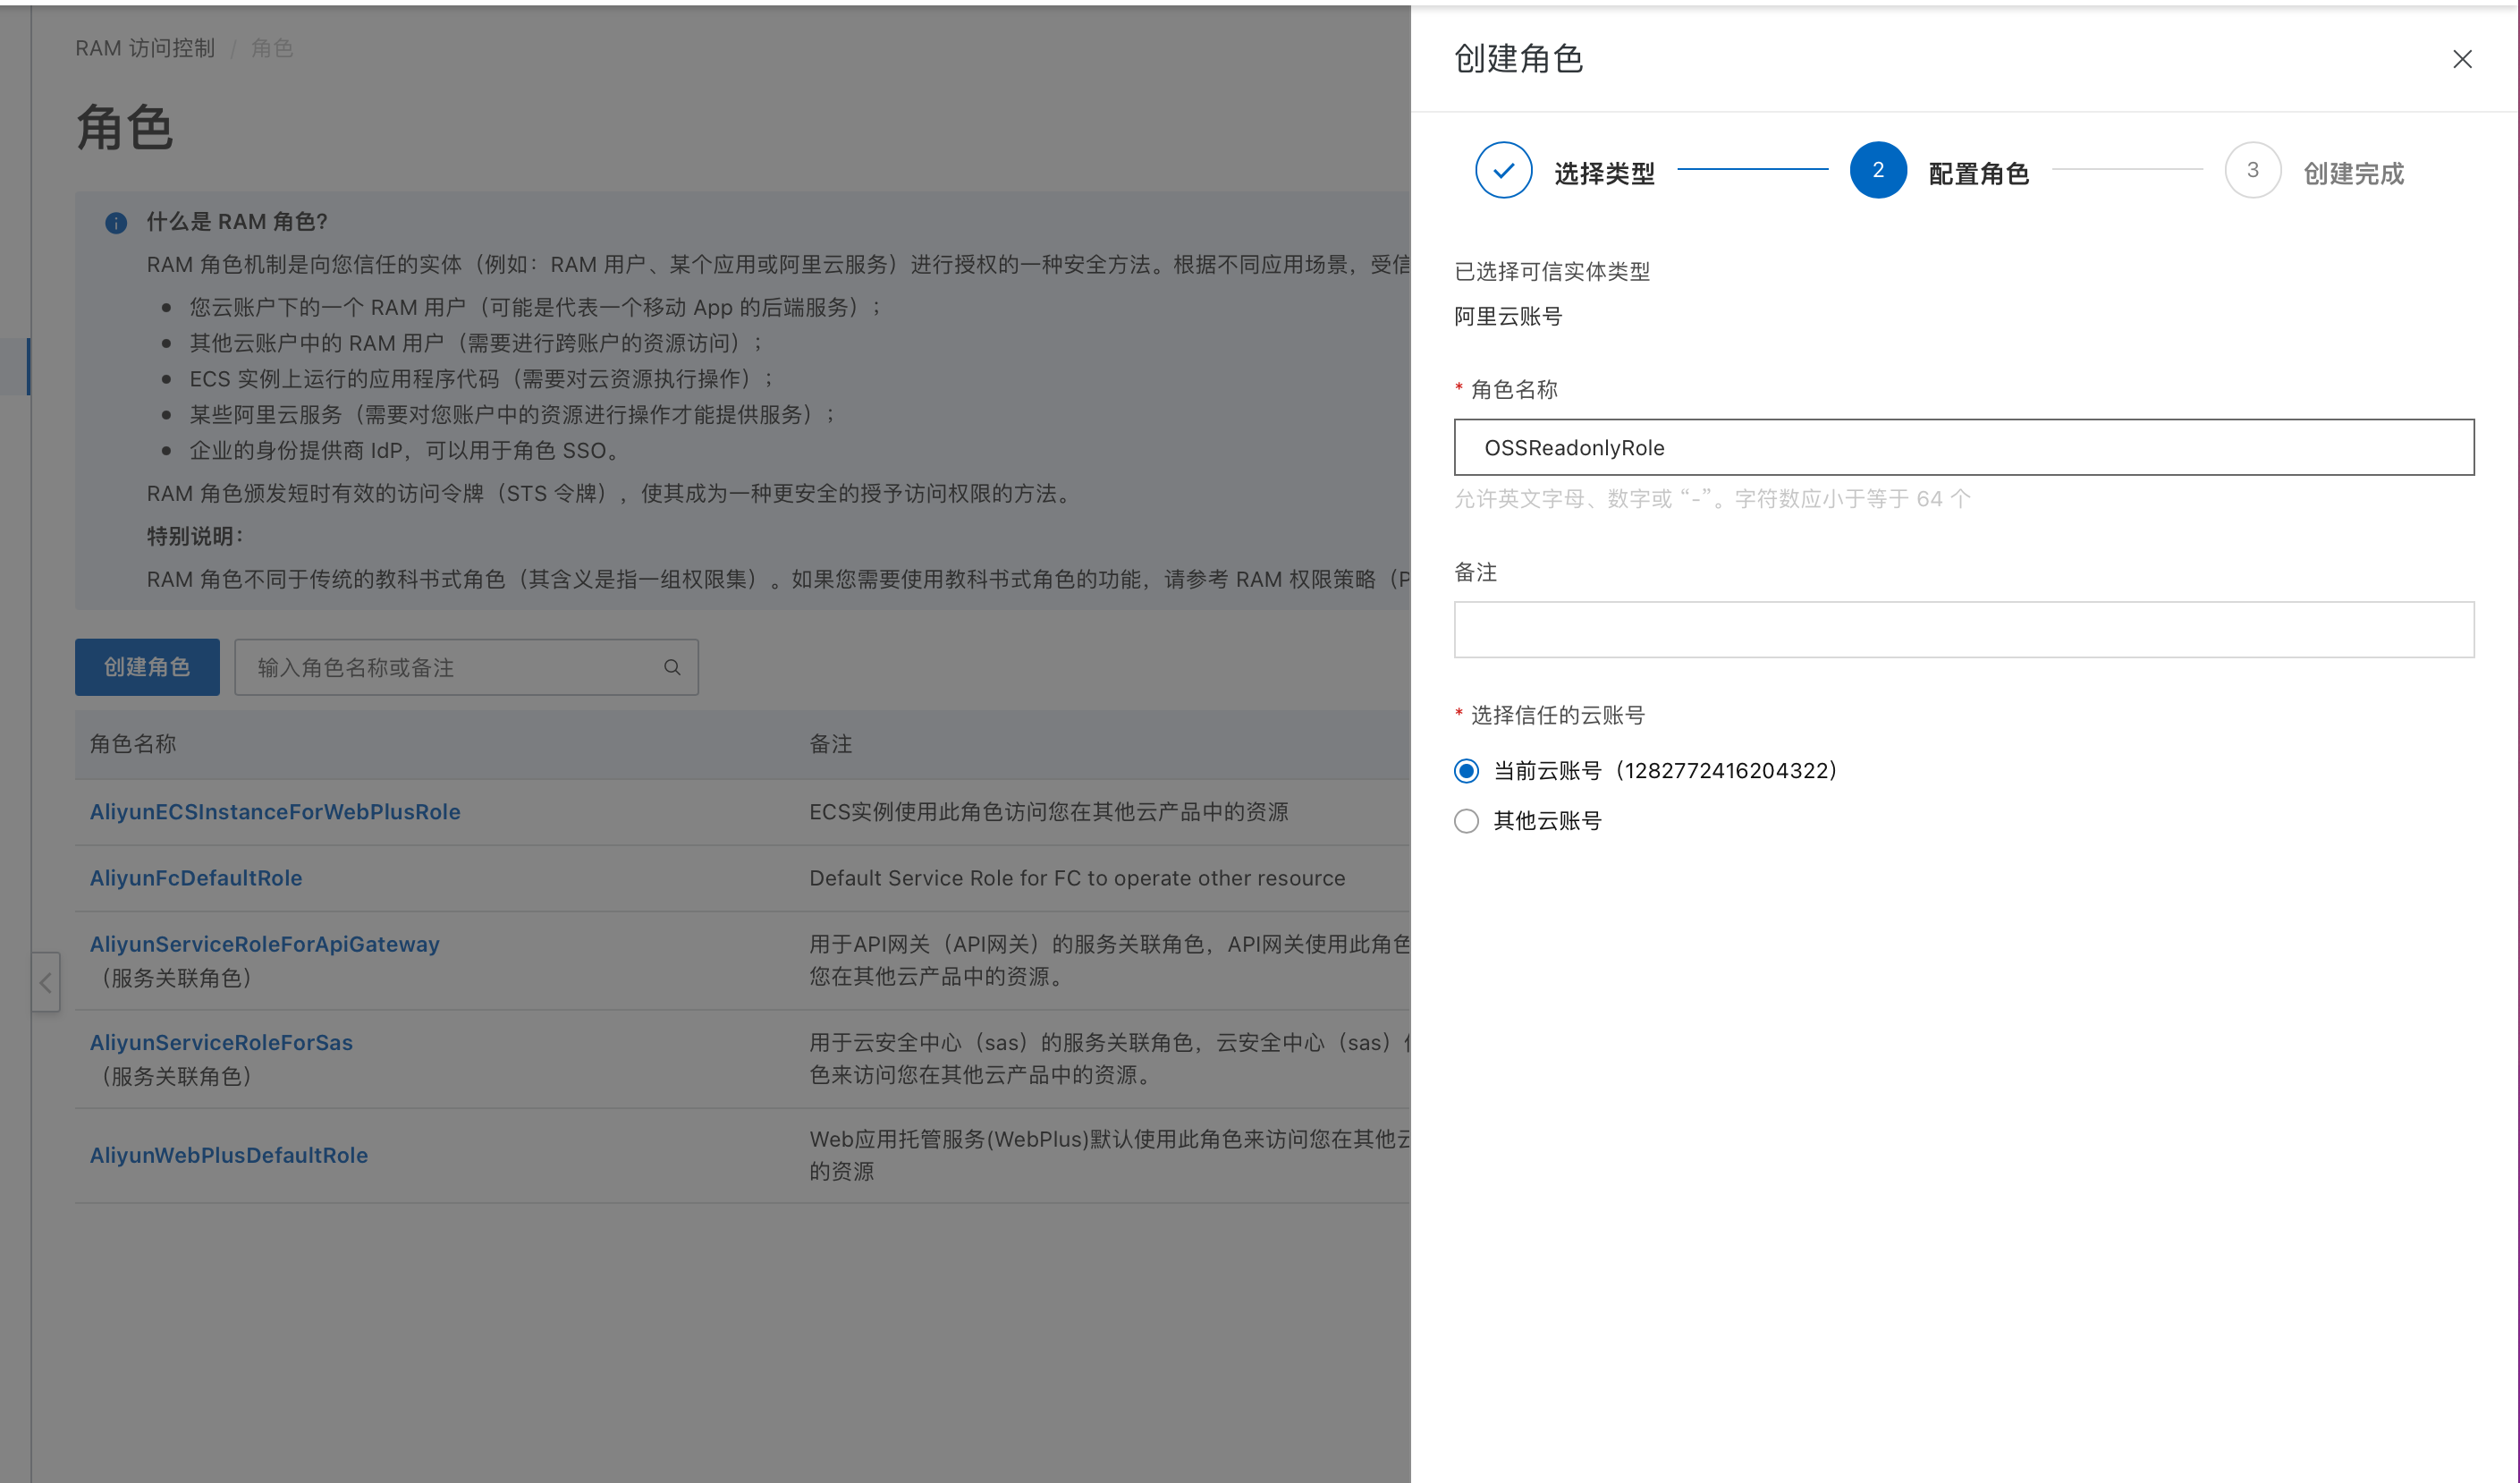 RAM 访问控制 / 角色
角色
什么是 RAM 角色?
RAM 角色机制是向您信任的实体（例如：RAM 用户、某个应用或阿里云服务）进行授权的一种安全方法。根据不同应用场景，受信
您云账户下的一个 RAM 用户（可能是代表一个移动 App 的后端服务）；
其他云账户中的 RAM 用户（需要进行跨账户的资源访问）；
ECS 实例上运行的应用程序代码（需要对云资源执行操作）；
某些阿里云服务（需要对您账户中的资源进行操作才能提供服务）；
企业的身份提供商 IdP，可以用于角色 SSO。
RAM 角色颁发短时有效的访问令牌（STS 令牌），使其成为一种更安全的授予访问权限的方法。
特别说明：
RAM 角色不同于传统的教科书式角色（其含义是指一组权限集）。如果您需要使用教科书式角色的功能，请参考 RAM 权限策略（P
创建角色
输入角色名称或备注
角色名称 备注
AliyunECSInstanceForWebPlusRole ECS实例使用此角色访问您在其他云产品中的资源
AliyunFcDefaultRole Default Service Role for FC to operate other resource
AliyunServiceRoleForApiGateway
（服务关联角色）
用于API网关（API网关）的服务关联角色，API网关使用此角色
您在其他云产品中的资源。
AliyunServiceRoleForSas
（服务关联角色）
用于云安全中心（sas）的服务关联角色，云安全中心（sas）
色来访问您在其他云产品中的资源。
AliyunWebPlusDefaultRole
Web应用托管服务(WebPlus)默认使用此角色来访问您在其他云
的资源
创建角色
选择类型
2 配置角色
3 创建完成
已选择可信实体类型
阿里云账号
* 角色名称
OSSReadonlyRole
允许英文字母、数字或 “-”。字符数应小于等于 64 个
备注
* 选择信任的云账号
当前云账号（1282772416204322）
其他云账号